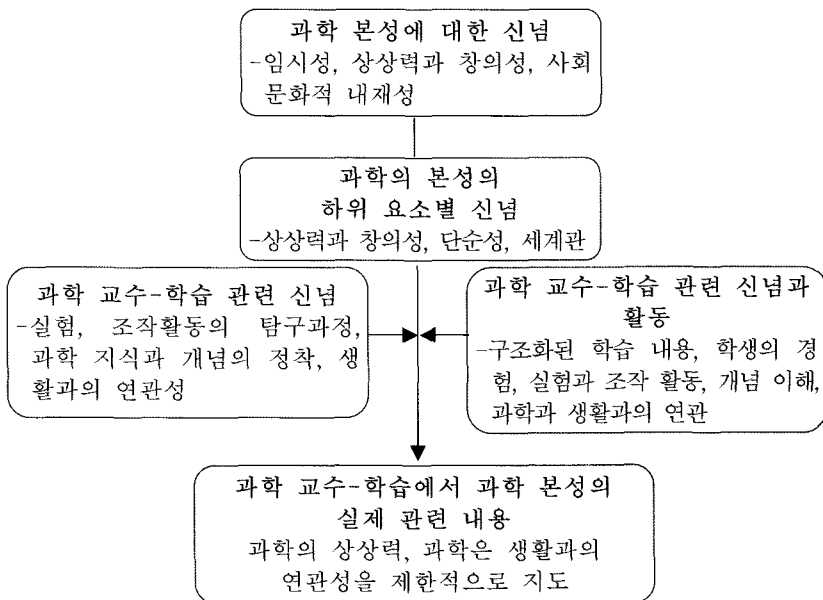 과학 본성에 대한 신념
-임시성, 상상력과 창의성, 사회
문화적 내재성
과학의 본성의
하위 요소별 신념
-상상력과 창의성, 단순성, 세계관
과학 교수-학습 관련 신념
-실험, 조작활동의 탐구과정,
과학 지식과 개념의 정착, 생
활과의 연관성
과학 교수-학습 관련 신념과
활동
-구조화된 학습 내용, 학생의 경
험, 실험과 조작 활동, 개념 이해,
과학과 생활과의 연관
과학 교수-학습에서 과학 본성의
실제 관련 내용
과학의 상상력, 과학은 생활과의
연관성을 제한적으로 지도